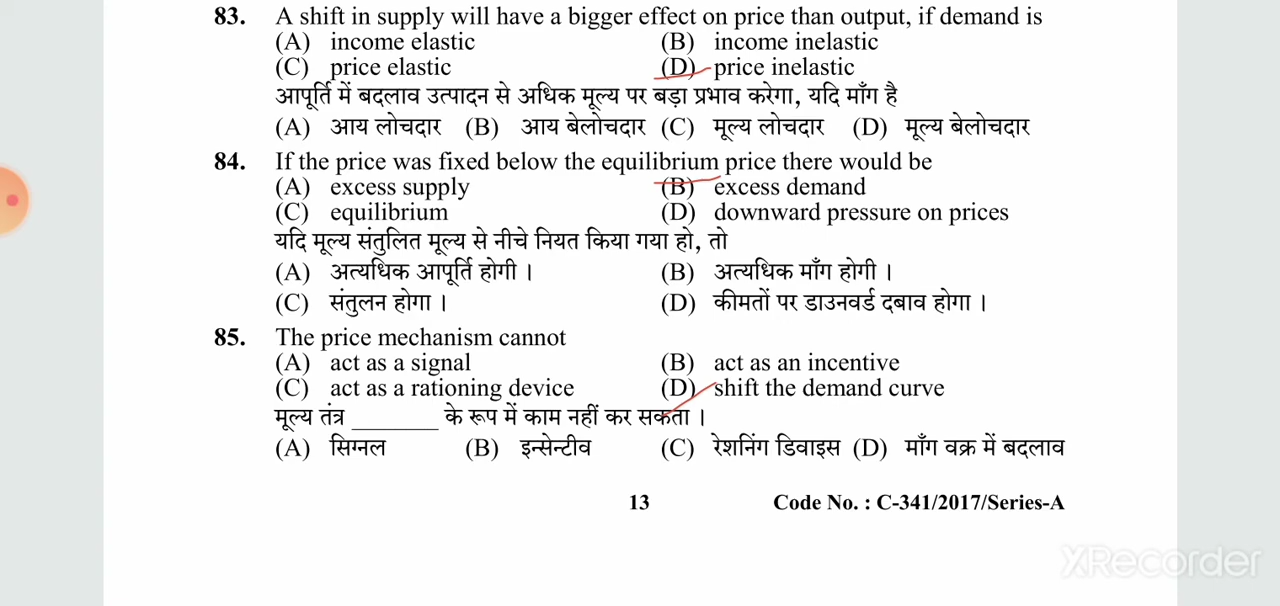 83. A shift in supply will have a bigger effect on price than output, if demand is
(A) income elastic (B) income inelastic
(C) price elastic (D) price inelastic
आपूर्ति में बदलाव उत्पादन से अधिक मूल्य पर बड़ा प्रभाव करेगा, यदि माँग है
(A) आय लोचदार (B) आय बेलोचदार (C) मूल्य लोचदार (D) मूल्य बेलोचदार
84. If the price was fixed below the equilibrium price there would be
(A) excess supply (B) excess demand
(C) equilibrium (D) downward pressure on prices
यदि मूल्य संतुलित मूल्य से नीचे नियत किया गया हो, तो
(A) अत्यधिक आपूर्ति होगी । (B) अत्यधिक माँग होगी ।
(C) संतुलन होगा । (D) कीमतों पर डाउनवर्ड दबाव होगा ।
85. The price mechanism cannot
(A) act as a signal (B) act as an incentive
(C) act as a rationing device (D) shift the demand curve
मूल्य तंत्र ________ के रूप में काम नहीं कर सकता ।
(A) सिग्नल (B) इन्सेन्टीव (C) रेशनिंग डिवाइस (D) माँग वक्र में बदलाव
13 Code No. : C-341/2017/Series-A
XRecorder